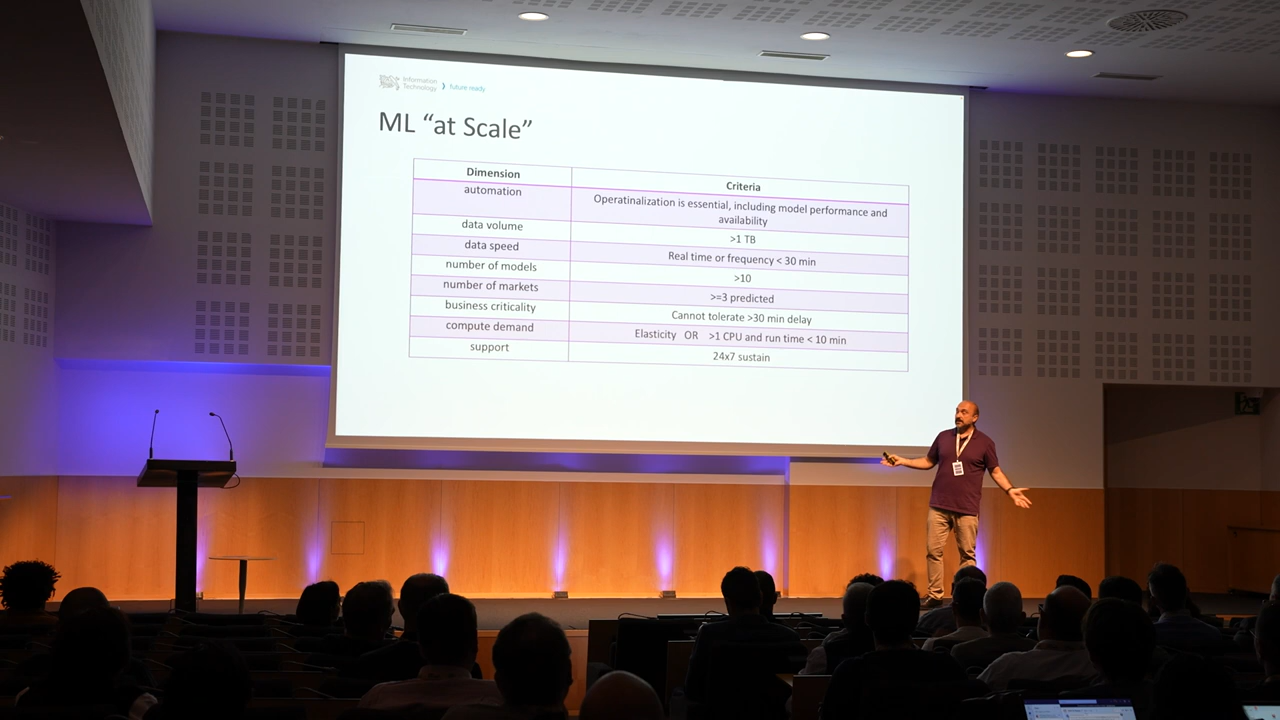 Information
Technology › future ready
ML “at Scale”
Dimension Criteria
automation Operatinalization is essential, including model performance and
availability
data volume >1 TB
data speed Real time or frequency < 30 min
number of models >10
number of markets >=3 predicted
business criticality Cannot tolerate >30 min delay
compute demand Elasticity OR >1 CPU and run time < 10 min
support 24x7 sustain